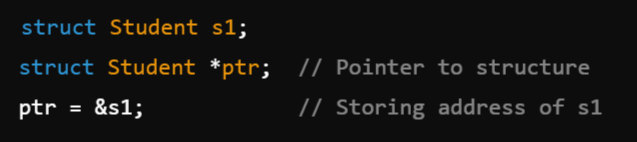 struct Student s1;
struct Student *ptr;  // Pointer to structure
ptr = &s1;            // Storing address of s1